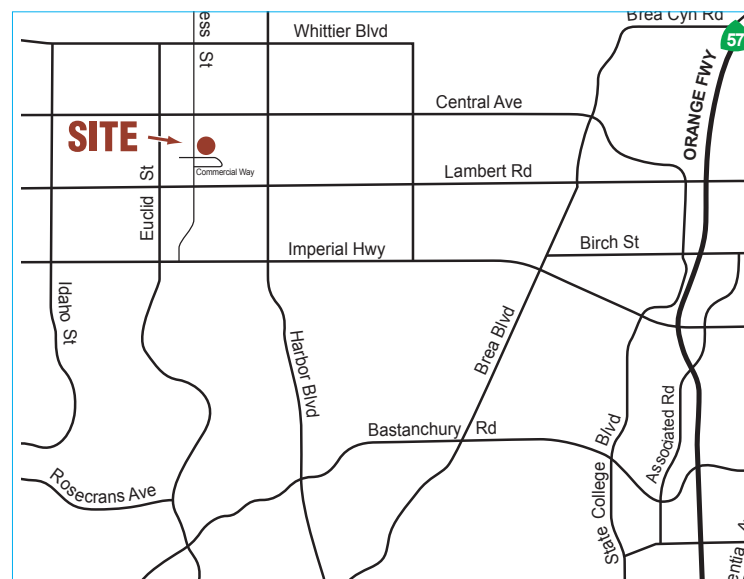 ess St
Whittier Blvd
Brea Cyn Rd
57
ORANGE FWY
Central Ave
SITE
Commercial Way
Lambert Rd
Euclid St
Imperial Hwy
Birch St
Idaho St
Harbor Blvd
Brea Blvd
Bastanchury Rd
State College Blvd
Associated Rd
Rosecrans Ave
entia A